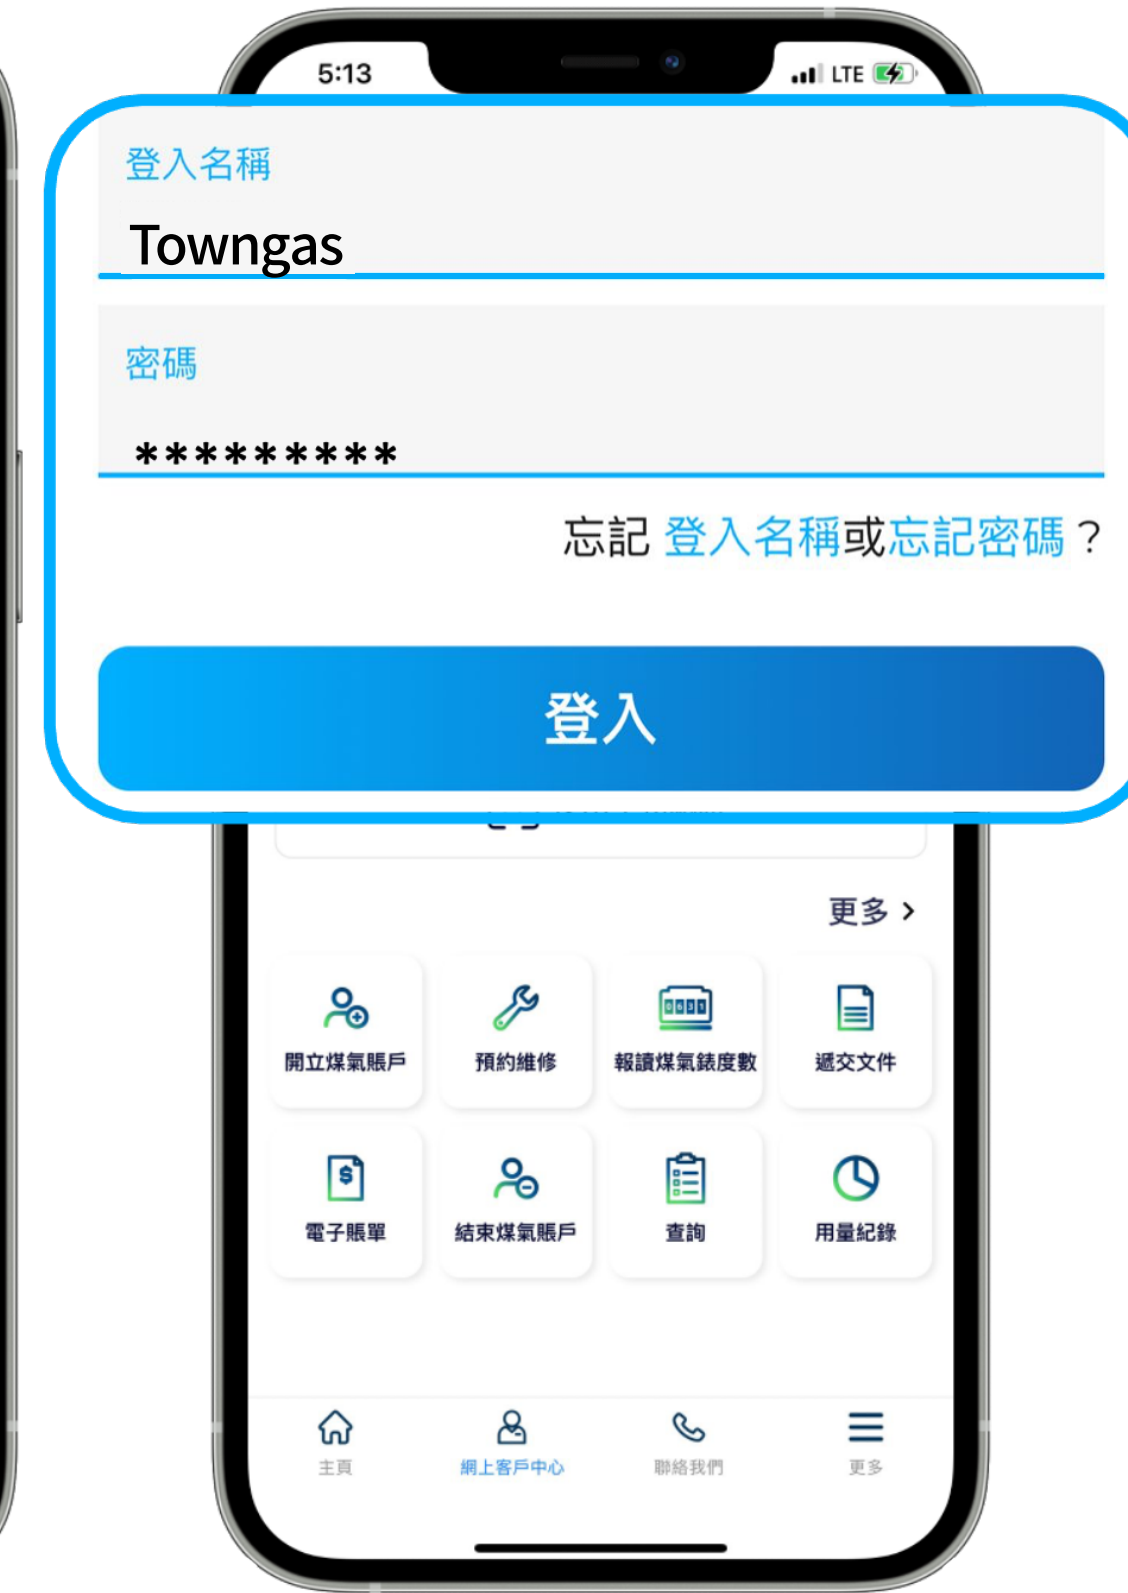 5:13
LTE
登入名稱
Towngas
密碼
*********
忘記 登入名稱或忘記密碼？
登入
更多 >
開立煤氣賬戶 預約維修 報讀煤氣錶度數 遞交文件
電子賬單 結束煤氣賬戶 查詢 用量紀錄
主頁 網上客戶中心 聯絡我們 更多